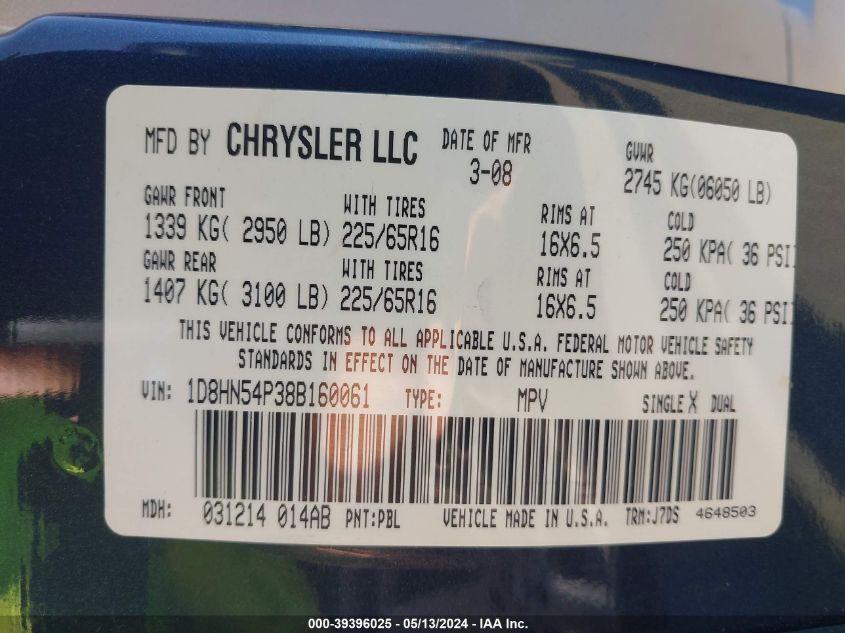 MFD BY CHRYSLER LLC DATE OF MFR 3-08 GVWR 2745 KG(06050 LB)
GAWR FRONT WITH TIRES RIMS AT COLD
1339 KG( 2950 LB) 225/65R16 16X6.5 250 KPA( 36 PSI)
GAWR REAR WITH TIRES RIMS AT COLD
1407 KG( 3100 LB) 225/65R16 16X6.5 250 KPA( 36 PSI)
THIS VEHICLE CONFORMS TO ALL APPLICABLE U.S.A. FEDERAL MOTOR VEHICLE SAFETY
STANDARDS IN EFFECT ON THE DATE OF MANUFACTURE SHOWN ABOVE.
VIN: 1D8HN54P38B160061 TYPE: MPV SINGLE X DUAL
MDH: 031214 014AB PNT:PBL VEHICLE MADE IN U.S.A. TRM:J7DS 4648503
000-39396025 - 05/13/2024 - IAA Inc.